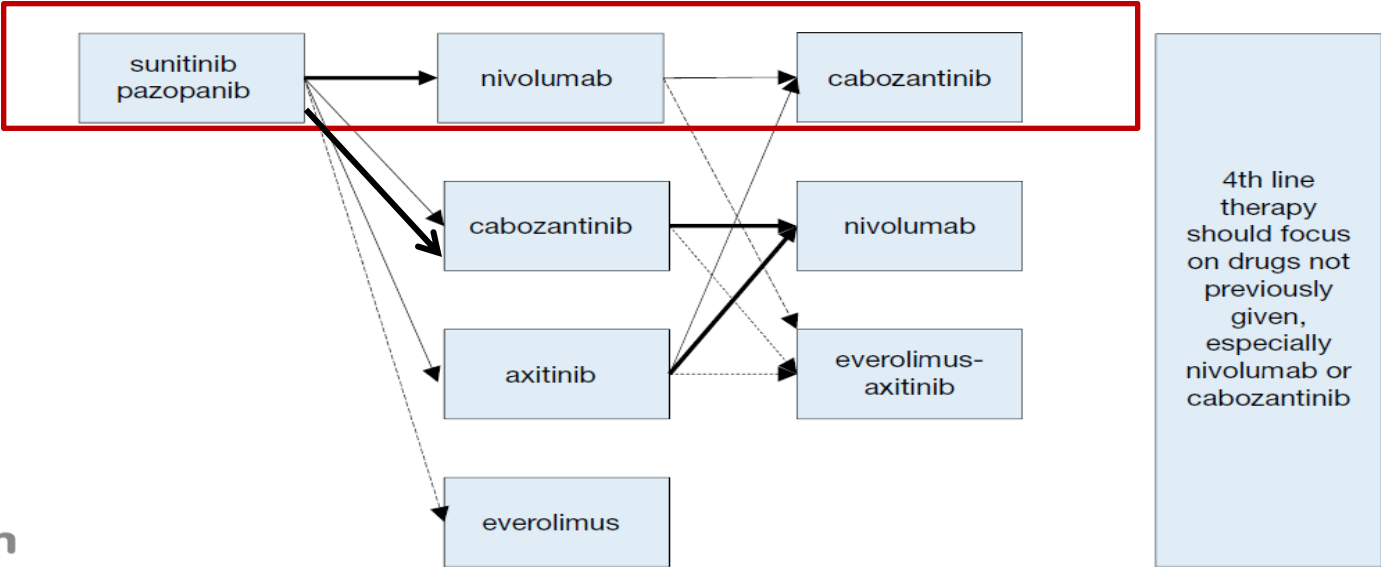 sunitinib
pazopanib
nivolumab
cabozantinib
cabozantinib
nivolumab
axitinib
everolimus-
axitinib
everolimus
4th line
therapy
should focus
on drugs not
previously
given,
especially
nivolumab or
cabozantinib
n